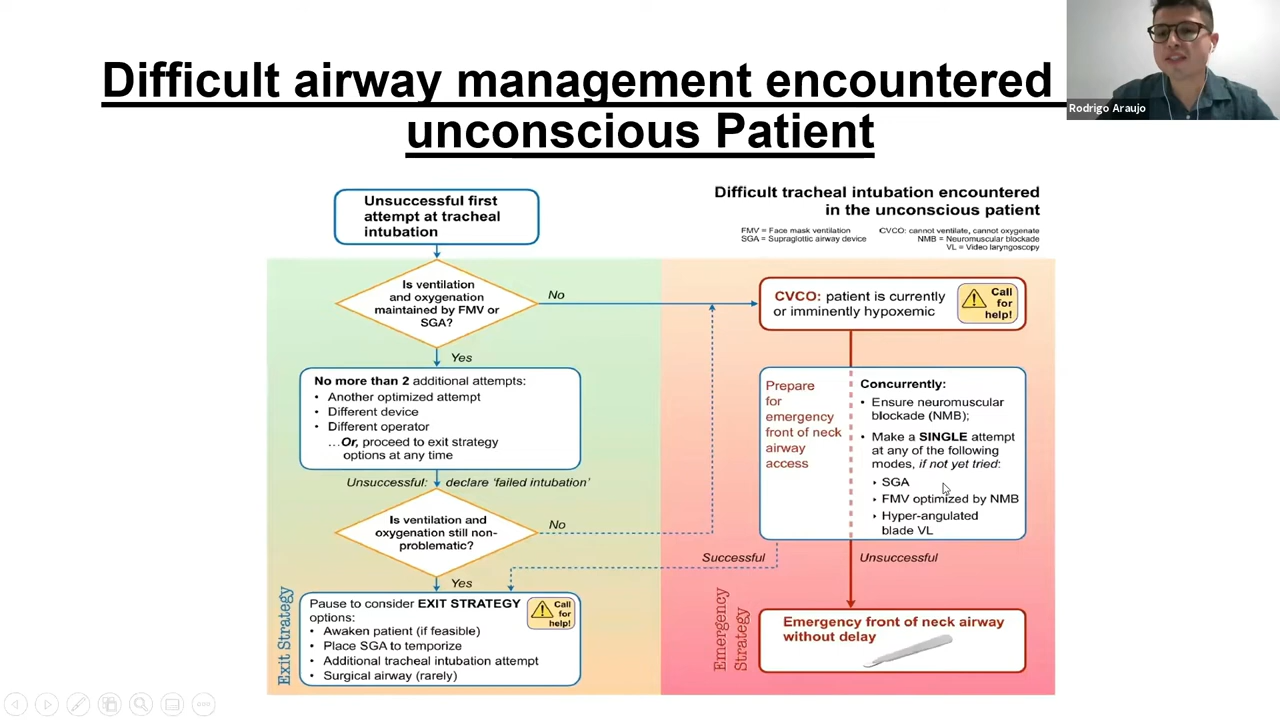 Difficult airway management encountered
unconscious Patient
Rodrigo Araujo
Unsuccessful first
attempt at tracheal
intubation
Difficult tracheal intubation encountered
in the unconscious patient
FMV = Face mask ventilation
SGA = Supraglottic airway device
CVCO: cannot ventilate, cannot oxygenate
NMB = Neuromuscular blockade
VL = Video laryngoscopy
Is ventilation
and oxygenation
maintained by FMV or
SGA?
No
Yes
No more than 2 additional attempts:
• Another optimized attempt
• Different device
• Different operator
…Or, proceed to exit strategy
options at any time
Unsuccessful: declare 'failed intubation'
Is ventilation and
oxygenation still non-
problematic?
No
Yes
Exit Strategy
Pause to consider EXIT STRATEGY
options:
• Awaken patient (if feasible)
• Place SGA to temporize
• Additional tracheal intubation attempt
• Surgical airway (rarely)
Call
for
help!
CVCO: patient is currently
or imminently hypoxemic
Call
for
help!
Prepare
for
emergency
front of neck
airway
access
Concurrently:
• Ensure neuromuscular
blockade (NMB);
• Make a SINGLE attempt
at any of the following
modes, if not yet tried:
‣ SGA
‣ FMV optimized by NMB
‣ Hyper-angulated
blade VL
Successful
Unsuccessful
Emergency
Strategy
Emergency front of neck airway
without delay